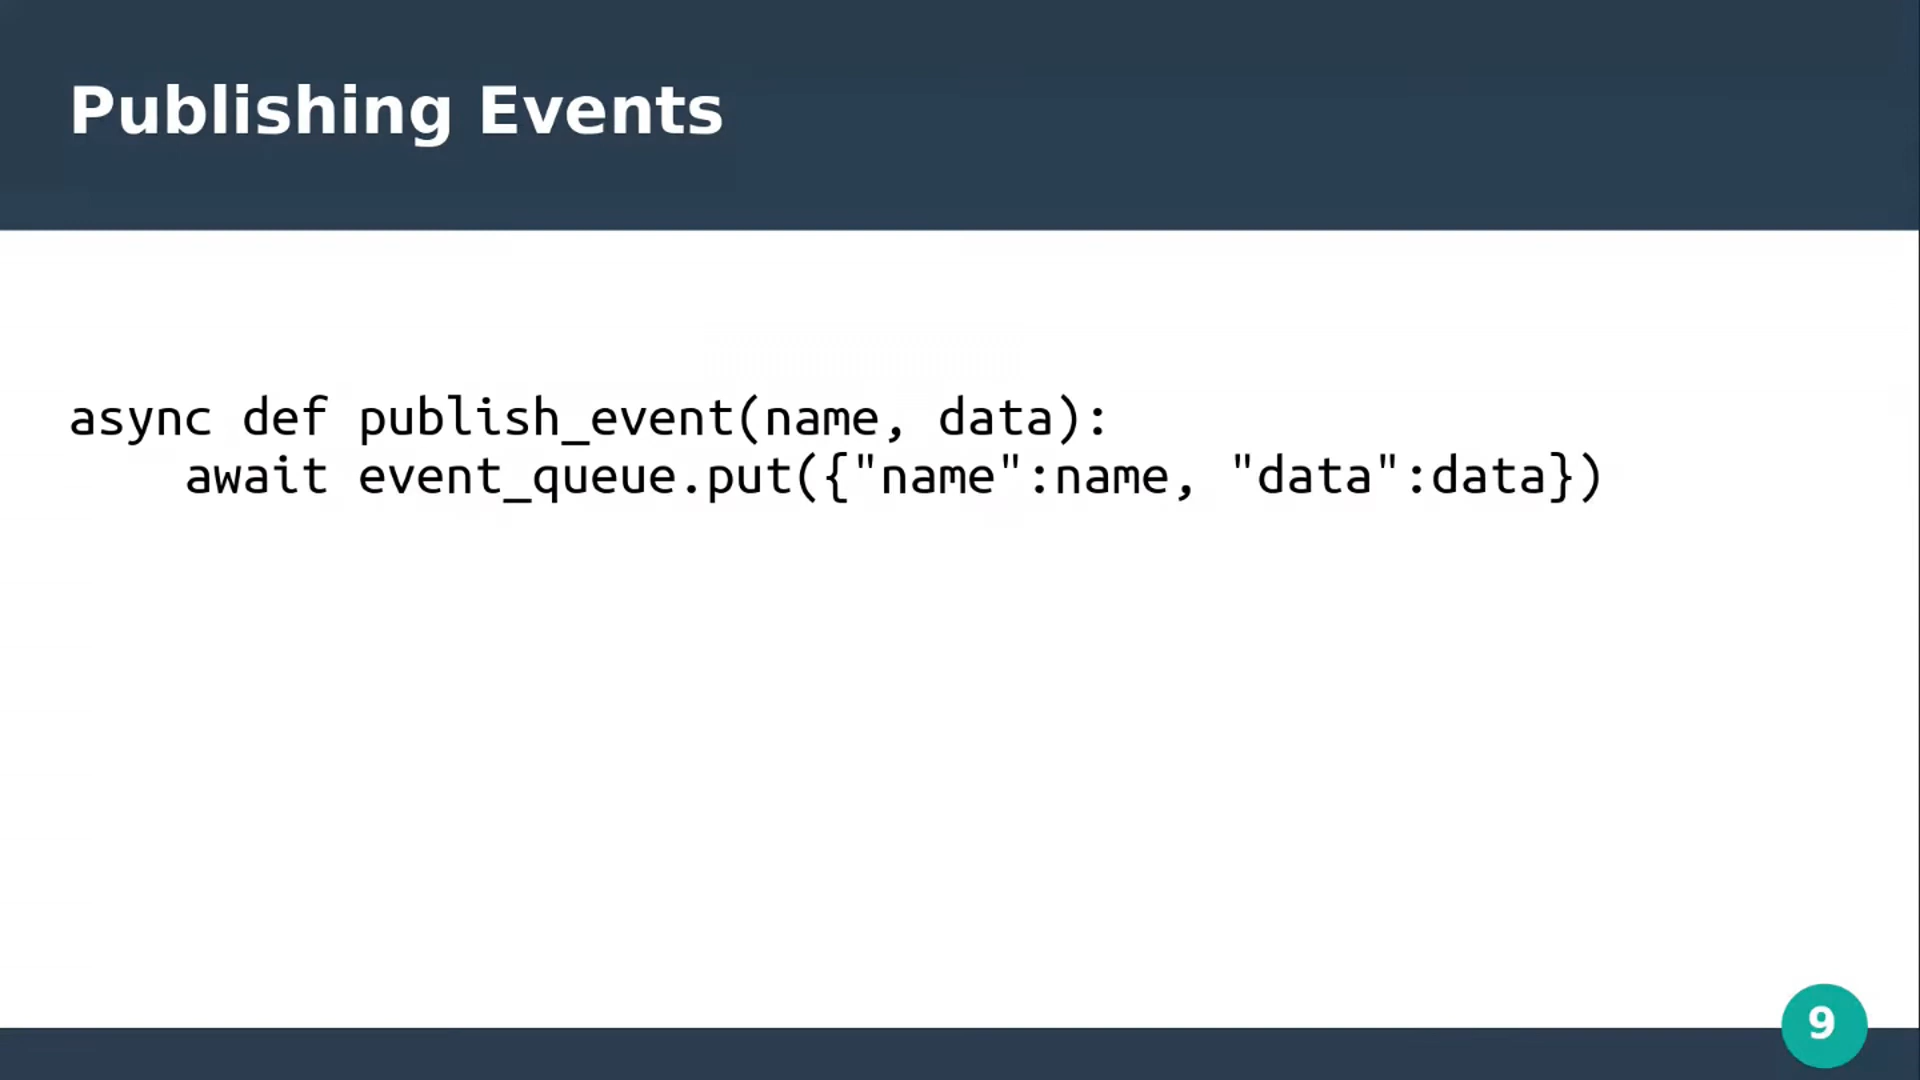 Publishing Events
async def publish_event(name, data):
    await event_queue.put({"name":name, "data":data})
9